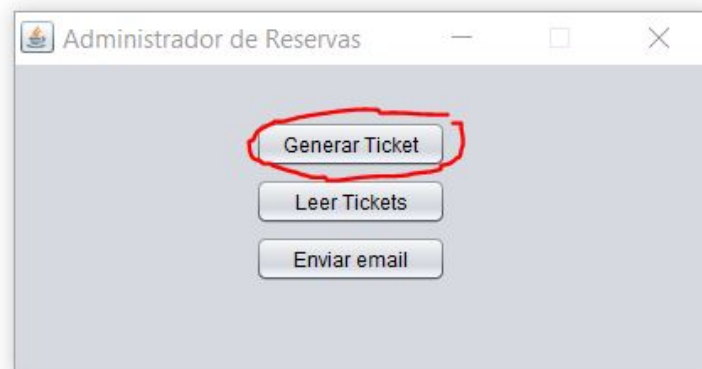 Administrador de Reservas
Generar Ticket
Leer Tickets
Enviar email